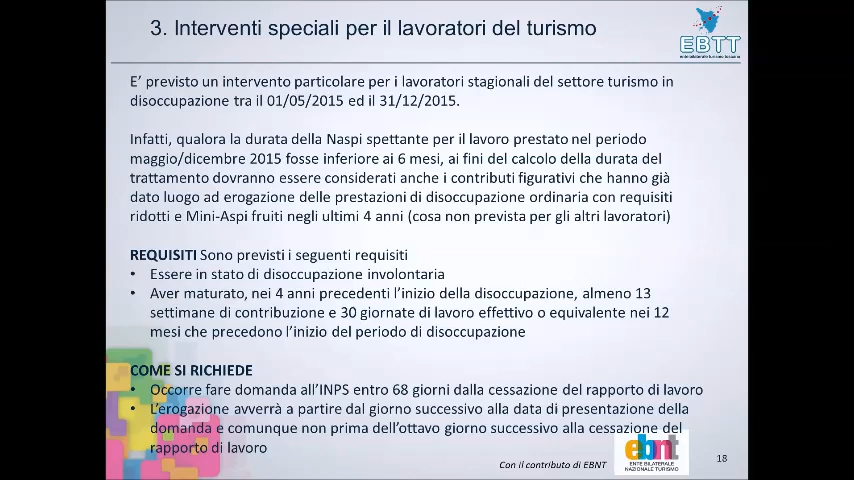 3. Interventi speciali per il lavoratori del turismo
EBTT
ente bilaterale turismo toscano
E' previsto un intervento particolare per i lavoratori stagionali del settore turismo in
disoccupazione tra il 01/05/2015 ed il 31/12/2015.
Infatti, qualora la durata della Naspi spettante per il lavoro prestato nel periodo
maggio/dicembre 2015 fosse inferiore ai 6 mesi, ai fini del calcolo della durata del
trattamento dovranno essere considerati anche i contributi figurativi che hanno già
dato luogo ad erogazione delle prestazioni di disoccupazione ordinaria con requisiti
ridotti e Mini-Aspi fruiti negli ultimi 4 anni (cosa non prevista per gli altri lavoratori)
REQUISITI Sono previsti i seguenti requisiti
• Essere in stato di disoccupazione involontaria
• Aver maturato, nei 4 anni precedenti l'inizio della disoccupazione, almeno 13
settimane di contribuzione e 30 giornate di lavoro effettivo o equivalente nei 12
mesi che precedono l'inizio del periodo di disoccupazione
COME SI RICHIEDE
• Occorre fare domanda all'INPS entro 68 giorni dalla cessazione del rapporto di lavoro
• L'erogazione avverrà a partire dal giorno successivo alla data di presentazione della
domanda e comunque non prima dell'ottavo giorno successivo alla cessazione del
rapporto di lavoro
Con il contributo di EBNT
ebnt
ENTE BILATERALE
NAZIONALE TURISMO
18